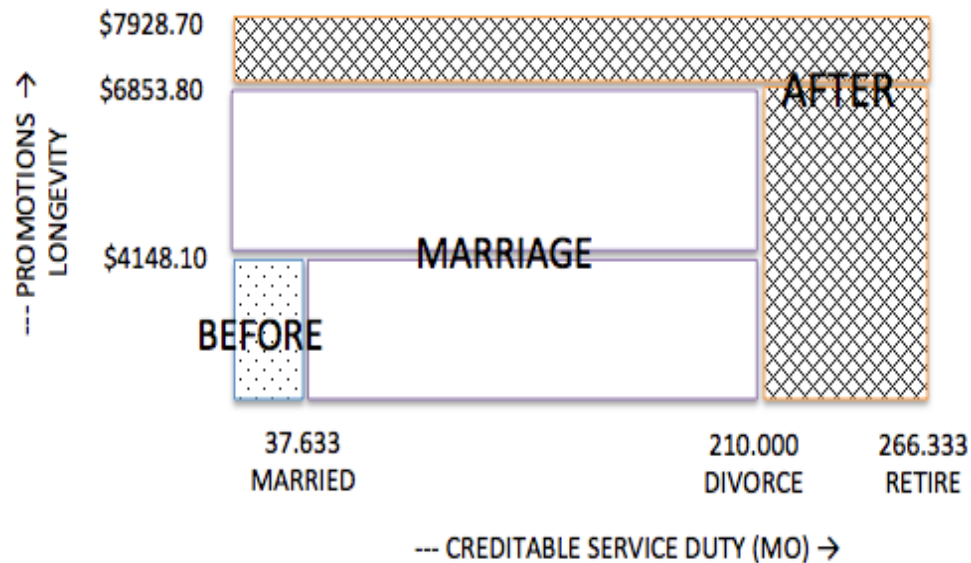 $7928.70
$6853.80
AFTER
--- PROMOTIONS →
LONGEVITY
$4148.10
MARRIAGE
BEFORE
37.633
MARRIED
210.000
DIVORCE
266.333
RETIRE
--- CREDITABLE SERVICE DUTY (MO) →